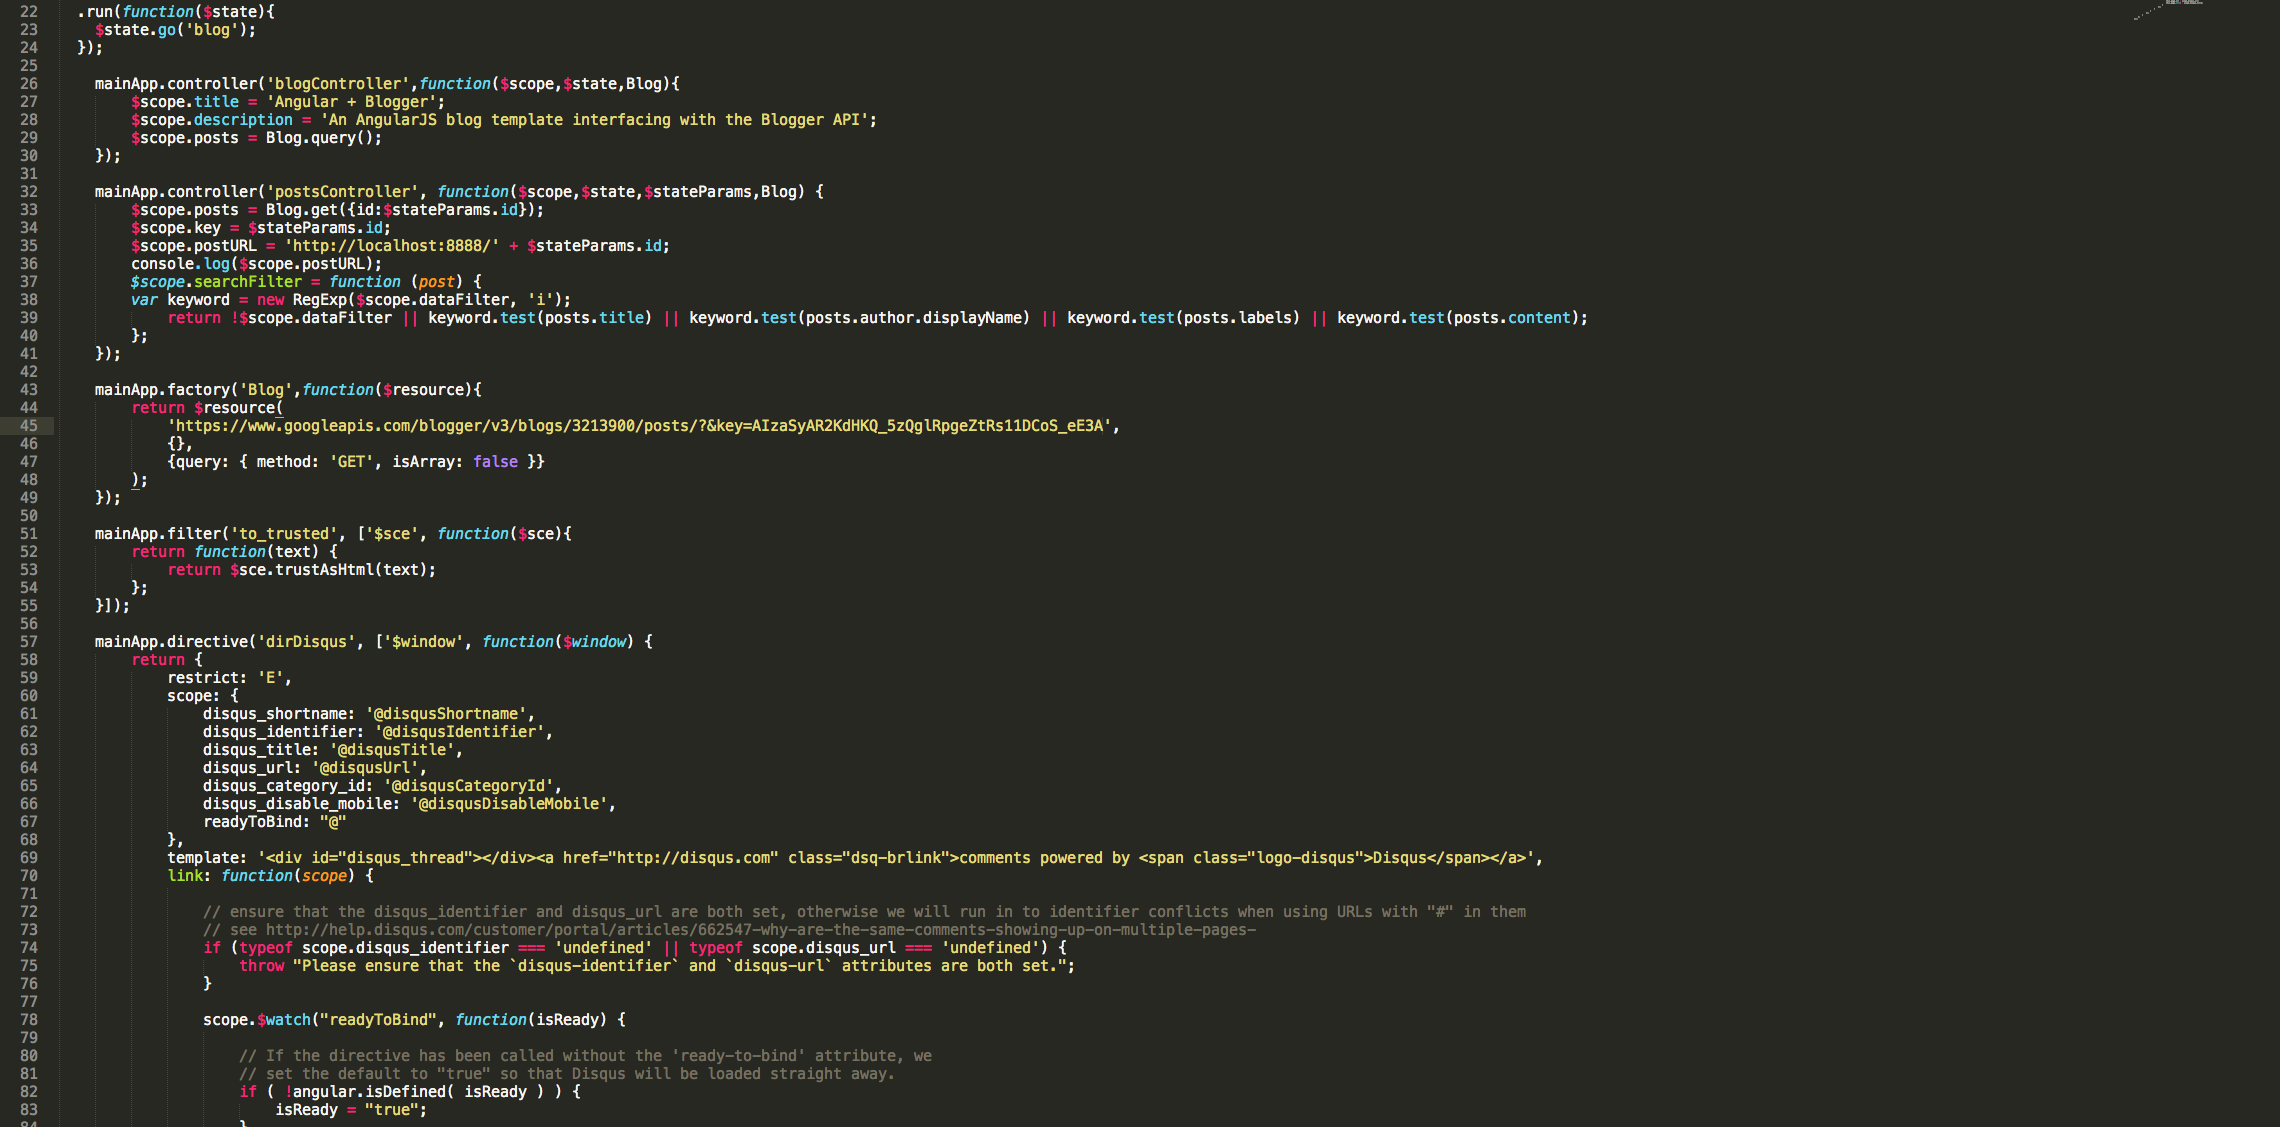 22 .run(function($state){
23 $state.go('blog');
24 });
25
26 mainApp.controller('blogController',function($scope,$state,Blog){
27 $scope.title = 'Angular + Blogger';
28 $scope.description = 'An AngularJS blog template interfacing with the Blogger API';
29 $scope.posts = Blog.query();
30 });
31
32 mainApp.controller('postsController', function($scope,$state,$stateParams,Blog) {
33 $scope.posts = Blog.get({id:$stateParams.id});
34 $scope.key = $stateParams.id;
35 $scope.postURL = 'http://localhost:8888/' + $stateParams.id;
36 console.log($scope.postURL);
37 $scope.searchFilter = function (post) {
38 var keyword = new RegExp($scope.dataFilter, 'i');
39 return !$scope.dataFilter || keyword.test(posts.title) || keyword.test(posts.author.displayName) || keyword.test(posts.labels) || keyword.test(posts.content);
40 };
41 });
42
43 mainApp.factory('Blog',function($resource){
44 return $resource(
45 'https://www.googleapis.com/blogger/v3/blogs/3213900/posts/?&key=AIzaSyAR2KdHKQ_5zQglRpgeZtRs11DCoS_eE3A',
46 {},
47 {query: { method: 'GET', isArray: false }}
48 );
49 });
50
51 mainApp.filter('to_trusted', ['$sce', function($sce){
52 return function(text) {
53 return $sce.trustAsHtml(text);
54 };
55 }]);
56
57 mainApp.directive('dirDisqus', ['$window', function($window) {
58 return {
59 restrict: 'E',
60 scope: {
61 disqus_shortname: '@disqusShortname',
62 disqus_identifier: '@disqusIdentifier',
63 disqus_title: '@disqusTitle',
64 disqus_url: '@disqusUrl',
65 disqus_category_id: '@disqusCategoryId',
66 disqus_disable_mobile: '@disqusDisableMobile',
67 readyToBind: "@"
68 },
69 template: '<div id="disqus_thread"></div><a href="http://disqus.com" class="dsq-brlink">comments powered by <span class="logo-disqus">Disqus</span></a>',
70 link: function(scope) {
71
72 // ensure that the disqus_identifier and disqus_url are both set, otherwise we will run in to identifier conflicts when using URLs with "#" in them
73 // see http://help.disqus.com/customer/portal/articles/662547-why-are-the-same-comments-showing-up-on-multiple-pages-
74 if (typeof scope.disqus_identifier === 'undefined' || typeof scope.disqus_url === 'undefined') {
75 throw "Please ensure that the `disqus-identifier` and `disqus-url` attributes are both set.";
76 }
77
78 scope.$watch("readyToBind", function(isReady) {
79
80 // If the directive has been called without the 'ready-to-bind' attribute, we
81 // set the default to "true" so that Disqus will be loaded straight away.
82 if ( !angular.isDefined( isReady ) ) {
83 isReady = "true";
84 }